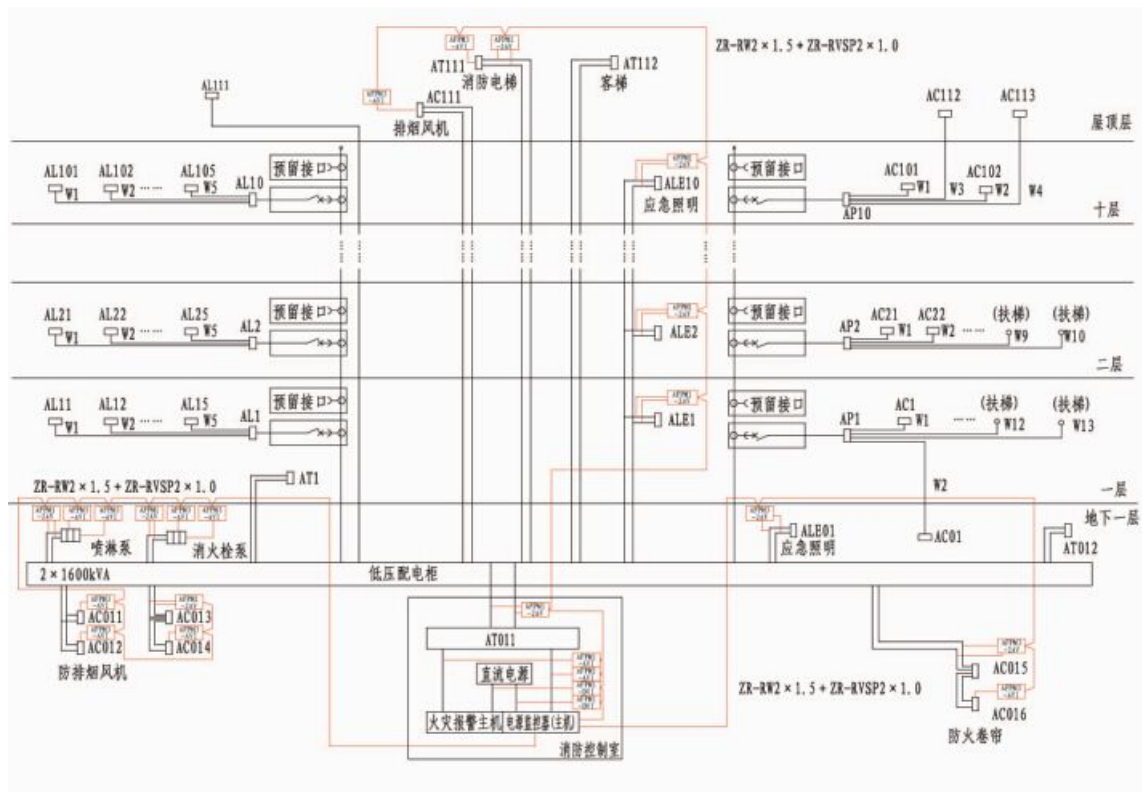 ZR-RW2×1.5+ZR-RVSP2×1.0
AT111
消防电梯
AT112
客梯
AL111
AC111
排烟风机
AC112
AC113
屋顶层
AL101
W1
AL102
W2
……
AL105
W5
AL10
预留接口
ALE10
应急照明
预留接口
AP10
AC101
W1
W3
AC102
W2
W4
十层
AL21
W1
AL22
W2
……
AL25
W5
AL2
预留接口
ALE2
预留接口
AP2
AC21
W1
AC22
W2
……
(扶梯)
W9
(扶梯)
W10
二层
AL11
W1
AL12
W2
……
AL15
W5
AL1
预留接口
ALE1
预留接口
AP1
AC1
W1
……
(扶梯)
W12
(扶梯)
W13
W2
一层
ZR-RW2×1.5+ZR-RVSP2×1.0
AT1
喷淋泵
消火栓泵
ALE01
应急照明
AC01
地下一层
AT012
2×1600kVA
低压配电柜
AC011
AC012
防排烟风机
AC013
AC014
AT011
直流电源
火灾报警主机
电源监控器(主机)
消防控制室
ZR-RW2×1.5+ZR-RVSP2×1.0
AC015
AC016
防火卷帘